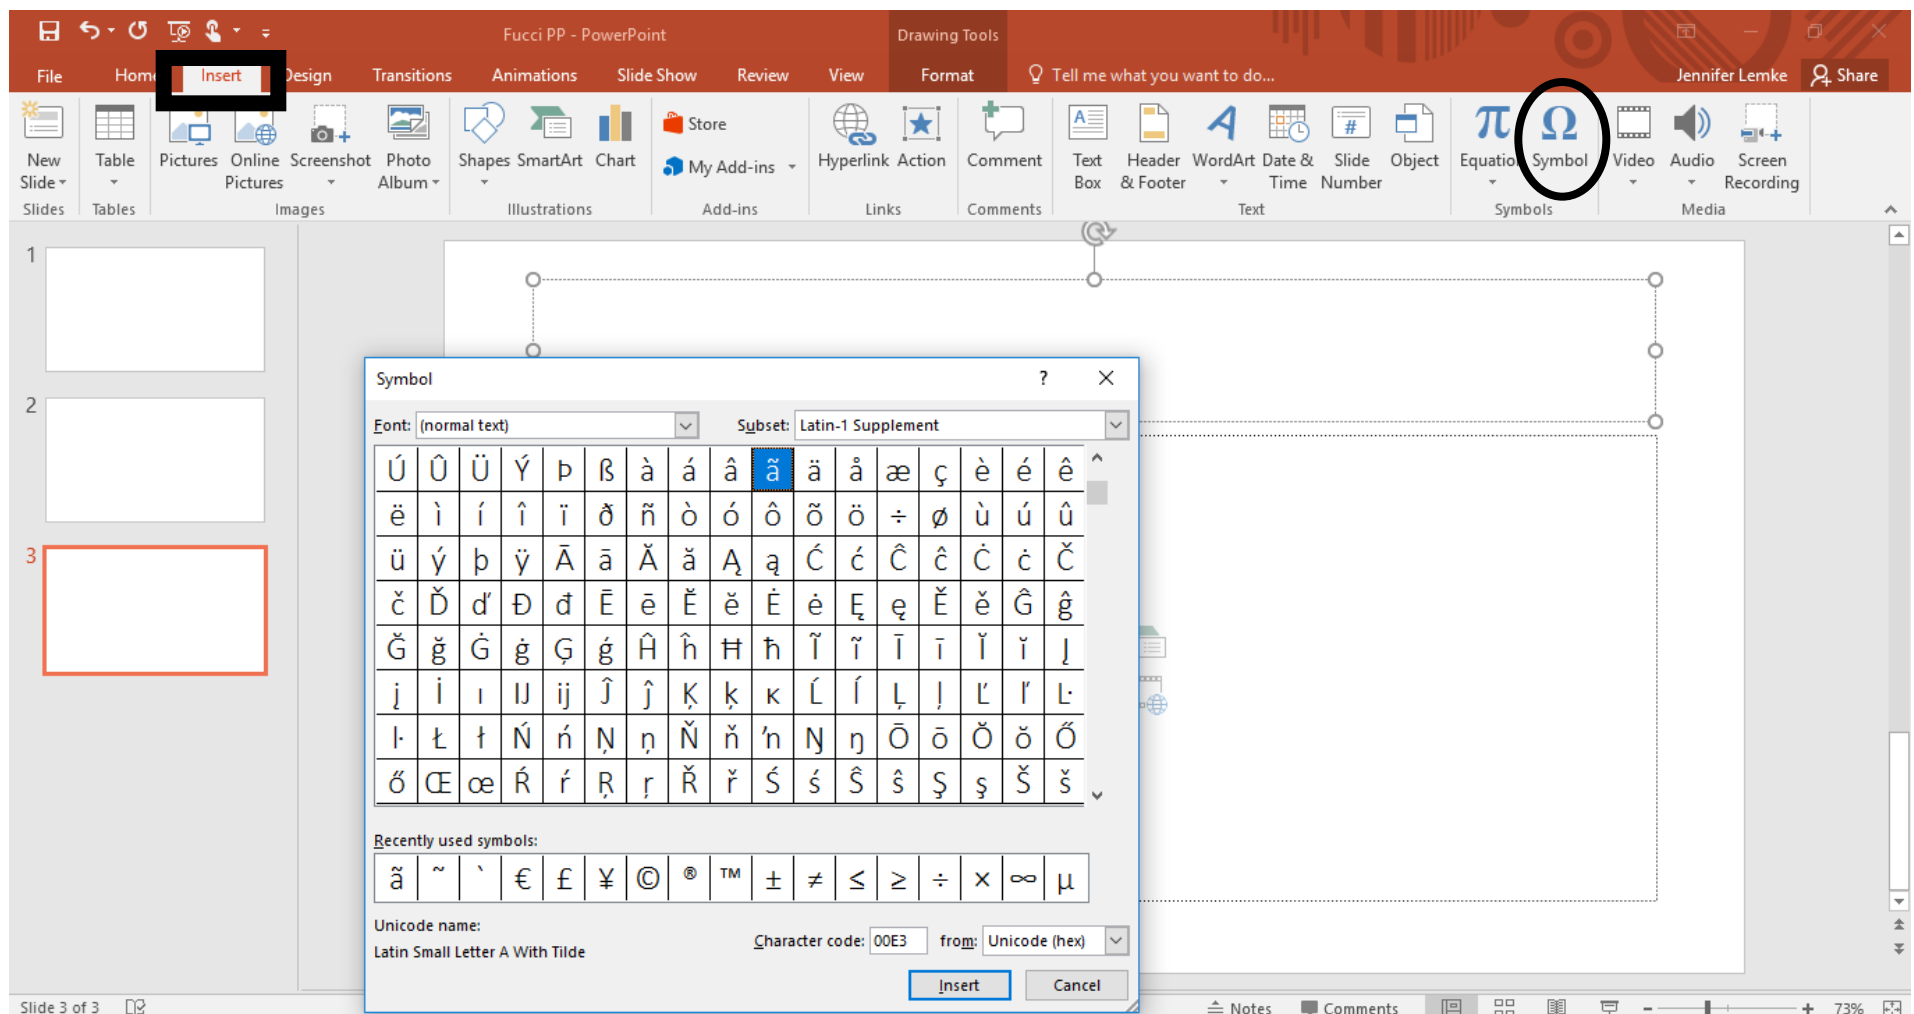 Fucci PP - PowerPoint
Drawing Tools
File Home Insert Design Transitions Animations Slide Show Review View Format Tell me what you want to do... Jennifer Lemke Share
New Slide
Table
Pictures
Online Pictures
Screenshot
Photo Album
Shapes
SmartArt
Chart
Store
My Add-ins
Hyperlink
Action
Comment
Text Box
Header & Footer
WordArt
Date & Time
Slide Number
Object
Equation
Symbol
Video
Audio
Screen Recording
Slides Tables Images Illustrations Add-ins Links Comments Text Symbols Media
1
2
3
Symbol ? ×
Font: (normal text) Subset: Latin-1 Supplement
Ú Û Ü Ý Þ ß à á â ã ä å æ ç è é ê
ë ì í î ï ð ñ ò ó ô õ ö ÷ ø ù ú û
ü ý þ ÿ Ā ā Ă ă Ą ą Ć ć Ĉ ĉ Ċ ċ Č
č Ď ď Đ đ Ē ē Ĕ ĕ Ė ė Ę ę Ě ě Ĝ ĝ
Ğ ğ Ġ ġ Ģ ģ Ĥ ĥ Ħ ħ Ĩ ĩ Ī ī Ĭ ĭ Į
į İ ı Ĳ ĳ Ĵ ĵ Ķ ķ ĸ Ĺ ĺ Ļ ļ Ľ ľ Ŀ
ŀ Ł ł Ń ń Ņ ņ Ň ň ŉ Ŋ ŋ Ō ō Ŏ ŏ Ő
ő Œ œ Ŕ ŕ Ŗ ŗ Ř ř Ś ś Ŝ ŝ Ş ş Š š
Recently used symbols:
ã ~ ` € £ ¥ © ® ™ ± ≠ ≤ ≥ ÷ × ∞ µ
Unicode name:
Latin Small Letter A With Tilde
Character code: 00E3 from: Unicode (hex)
Insert Cancel
Slide 3 of 3 Notes Comments 73%